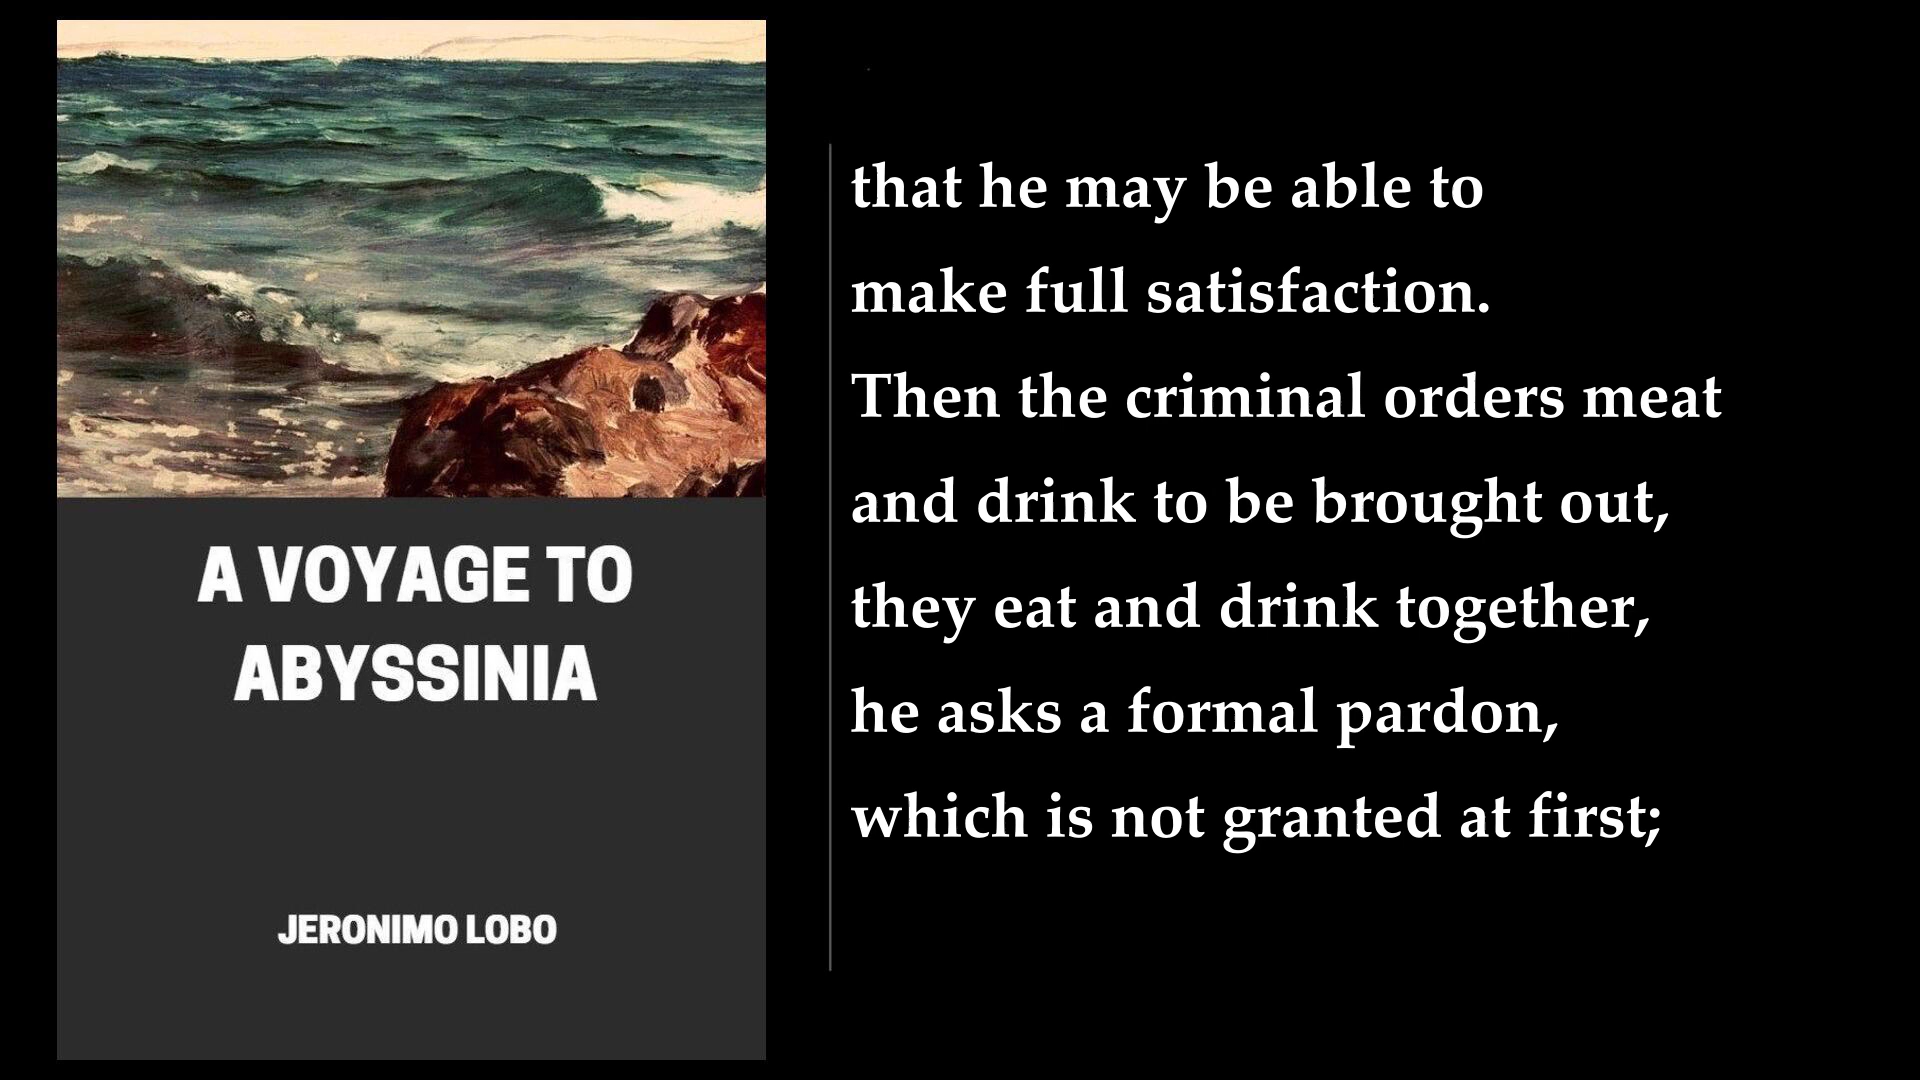 A VOYAGE TO
ABYSSINIA
JERONIMO LOBO
that he may be able to
make full satisfaction.
Then the criminal orders meat
and drink to be brought out,
they eat and drink together,
he asks a formal pardon,
which is not granted at first;